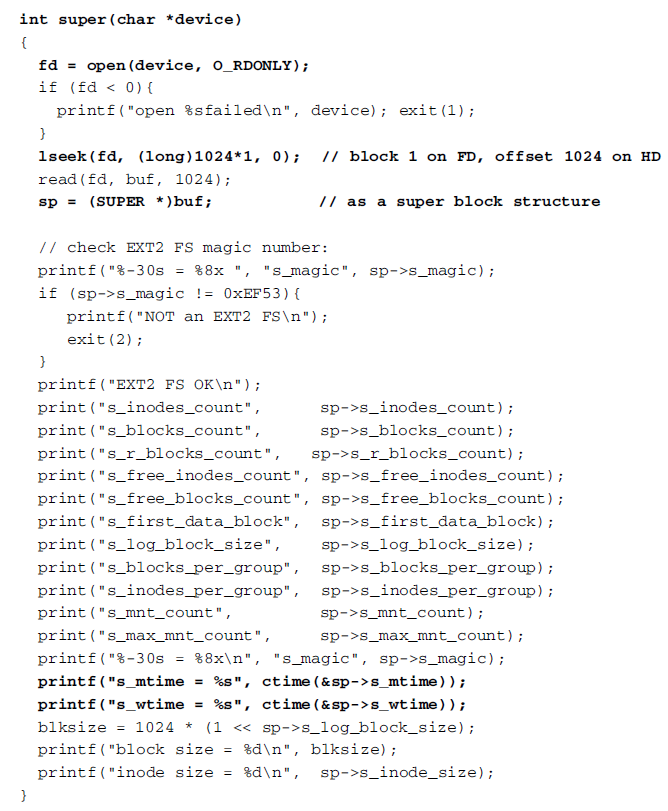 int super(char *device)
{
  fd = open(device, O_RDONLY);
  if (fd < 0){
    printf("open %sfailed\n", device); exit(1);
  }
  lseek(fd, (long)1024*1, 0);  // block 1 on FD, offset 1024 on HD
  read(fd, buf, 1024);
  sp = (SUPER *)buf;           // as a super block structure

  // check EXT2 FS magic number:
  printf("%-30s = %8x ", "s_magic", sp->s_magic);
  if (sp->s_magic != 0xEF53){
     printf("NOT an EXT2 FS\n");
     exit(2);
  }
  printf("EXT2 FS OK\n");
  print("s_inodes_count",      sp->s_inodes_count);
  print("s_blocks_count",      sp->s_blocks_count);
  print("s_r_blocks_count",   sp->s_r_blocks_count);
  print("s_free_inodes_count", sp->s_free_inodes_count);
  print("s_free_blocks_count", sp->s_free_blocks_count);
  print("s_first_data_block",  sp->s_first_data_block);
  print("s_log_block_size",    sp->s_log_block_size);
  print("s_blocks_per_group",  sp->s_blocks_per_group);
  print("s_inodes_per_group",  sp->s_inodes_per_group);
  print("s_mnt_count",         sp->s_mnt_count);
  print("s_max_mnt_count",     sp->s_max_mnt_count);
  printf("%-30s = %8x\n", "s_magic", sp->s_magic);
  printf("s_mtime = %s", ctime(&sp->s_mtime));
  printf("s_wtime = %s", ctime(&sp->s_wtime));
  blksize = 1024 * (1 << sp->s_log_block_size);
  printf("block size = %d\n", blksize);
  printf("inode size = %d\n",  sp->s_inode_size);
}